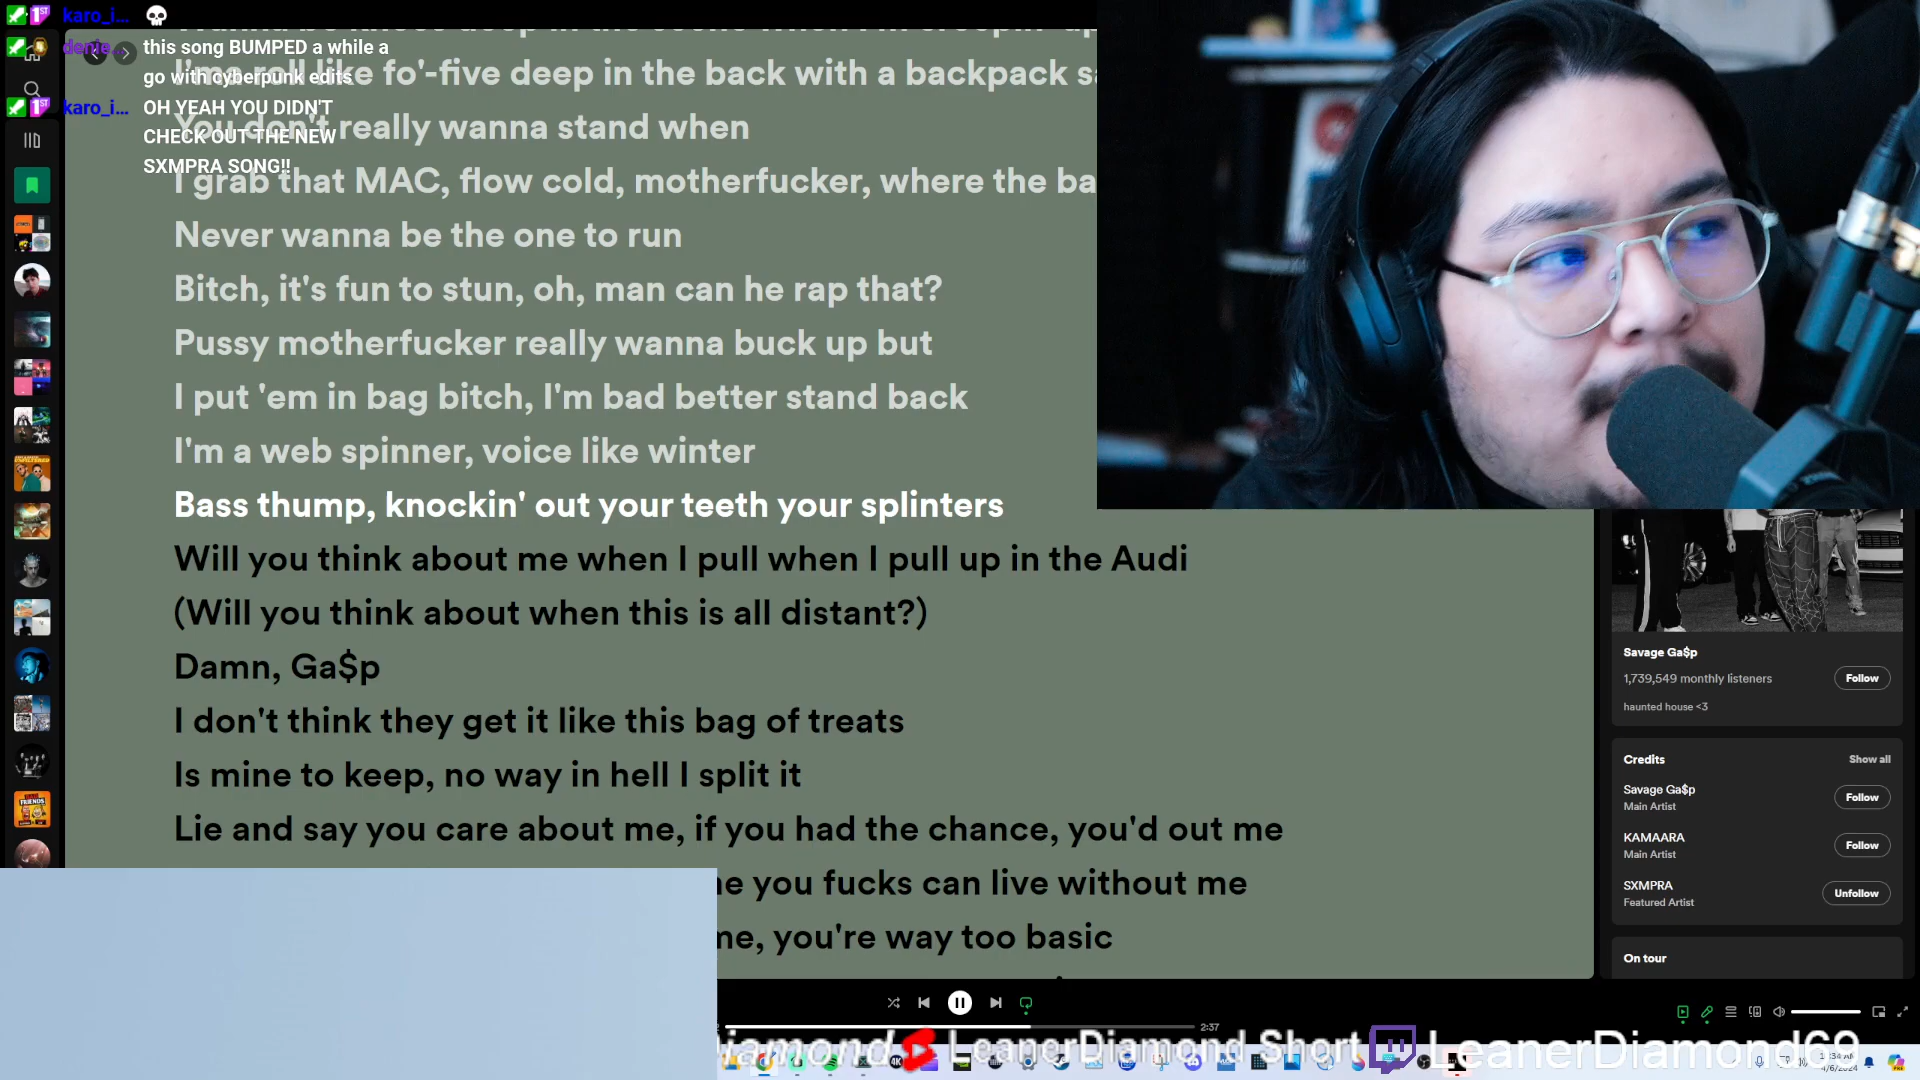 karo_i... 💀
denie... this song BUMPED a while a
go with cyberpunk edits
karo_i... OH YEAH YOU DIDN'T
CHECK OUT THE NEW
SXMPRA SONG!!
I'ma roll like fo'-five deep in the back with a backpack
You don't really wanna stand when
I grab that MAC, flow cold, motherfucker, where the ba
Never wanna be the one to run
Bitch, it's fun to stun, oh, man can he rap that?
Pussy motherfucker really wanna buck up but
I put 'em in bag bitch, I'm bad better stand back
I'm a web spinner, voice like winter
Bass thump, knockin' out your teeth your splinters
Will you think about me when I pull when I pull up in the Audi
(Will you think about when this is all distant?)
Damn, Ga$p
I don't think they get it like this bag of treats
Is mine to keep, no way in hell I split it
Lie and say you care about me, if you had the chance, you'd out me
you fucks can live without me
me, you're way too basic
Savage Ga$p
1,739,549 monthly listeners
Follow
haunted house <3
Credits
Show all
Savage Ga$p
Main Artist
Follow
KAMAARA
Main Artist
Follow
SXMPRA
Featured Artist
Unfollow
On tour
2:37
LeanerDiamond Short
LeanerDiamond69
4/6/2024